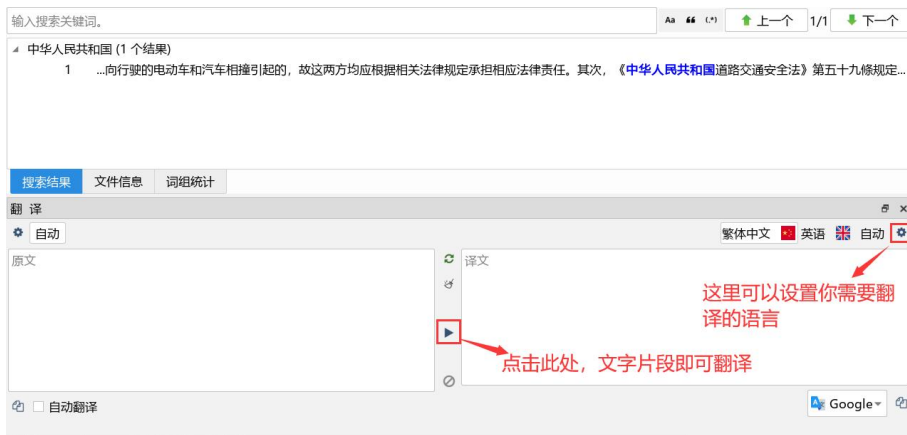 输入搜索关键词。 Aa 66 (.*) 上一个 1/1 下一个
中华人民共和国 (1 个结果)
1 ...向行驶的电动车和汽车相撞引起的，故这两方均应根据相关法律规定承担相应法律责任。其次，《中华人民共和国道路交通安全法》第五十九條规定...
搜索结果 文件信息 词组统计
翻 译
自动 繁体中文 英语 自动
原文 译文
这里可以设置你需要翻
译的语言
点击此处，文字片段即可翻译
自动翻译 Google